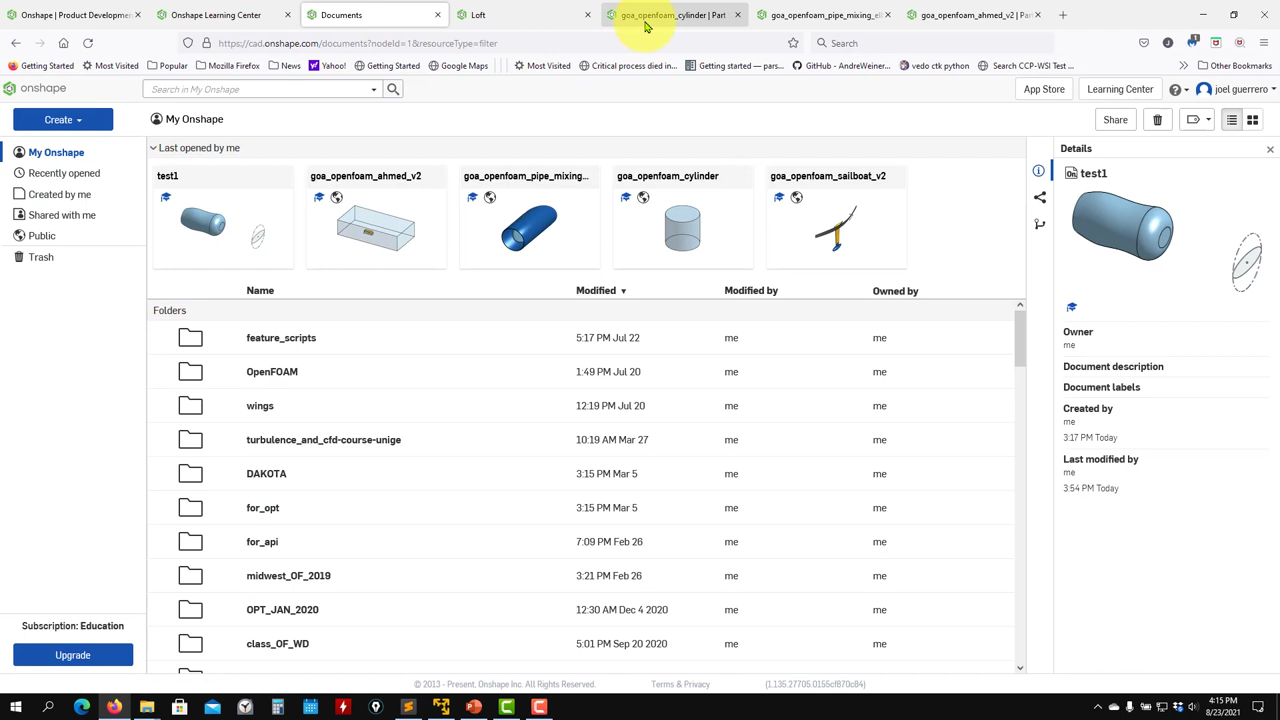 Onshape | Product Developmen
Onshape Learning Center
Documents
Loft
goa_openfoam_cylinder | Part
goa_openfoam_pipe_mixing_el
goa_openfoam_ahmed_v2 | Part
https://cad.onshape.com/documents?nodeId=1&resourceType=filter
Search
Getting Started
Most Visited
Popular
Mozilla Firefox
News
Yahoo!
Getting Started
Google Maps
Most Visited
Critical process died in...
Getting started — pars...
GitHub - AndreWeiner...
vedo ctk python
Search CCP-WSI Test ...
Other Bookmarks
onshape
Search in My Onshape
App Store
Learning Center
joel guerrero
Create
My Onshape
Share
My Onshape
Recently opened
Created by me
Shared with me
Public
Trash
Last opened by me
test1
goa_openfoam_ahmed_v2
goa_openfoam_pipe_mixing...
goa_openfoam_cylinder
goa_openfoam_sailboat_v2
Name Modified Modified by Owned by
Folders
feature_scripts 5:17 PM Jul 22 me me
OpenFOAM 1:49 PM Jul 20 me me
wings 12:19 PM Jul 20 me me
turbulence_and_cfd-course-unige 10:19 AM Mar 27 me me
DAKOTA 3:15 PM Mar 5 me me
for_opt 3:15 PM Mar 5 me me
for_api 7:09 PM Feb 26 me me
midwest_OF_2019 3:21 PM Feb 26 me me
OPT_JAN_2020 12:30 AM Dec 4 2020 me me
class_OF_WD 5:01 PM Sep 20 2020 me me
Details
test1
Owner
me
Document description
Document labels
Created by
me
3:17 PM Today
Last modified by
me
3:54 PM Today
Subscription: Education
Upgrade
© 2013 - Present, Onshape Inc. All Rights Reserved.
Terms & Privacy
(1.135.27705.0155cf870c84)
4:15 PM
8/23/2021